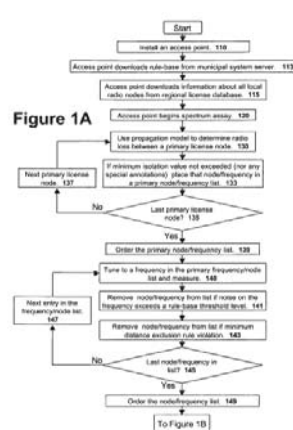 Start
Install an access point. 110
Access point downloads rule-base from municipal system server. 113
Access point downloads information about all local
radio nodes from regional license database. 115
Figure 1A
Access point begins spectrum assay. 120
Use propagation model to determine radio
loss between a primary license node. 130
Next primary license
node. 137
If minimum isolation value not exceeded (nor any
special annotations) place that node/frequency in
a primary node/frequency list. 133
No
Last primary license
node? 135
Yes
Order the primary node/frequency list. 138
Tune to a frequency in the primary frequency/node
list and measure. 140
Next entry in the
frequency/node list.
147
Remove node/frequency from list if noise on the
frequency exceeds a rule-base threshold level. 141
Remove node/frequency from list if minimum
distance exclusion rule violation. 143
No
Last node/frequency in
list? 145
Yes
Order the node/frequency list. 149
To Figure 1B